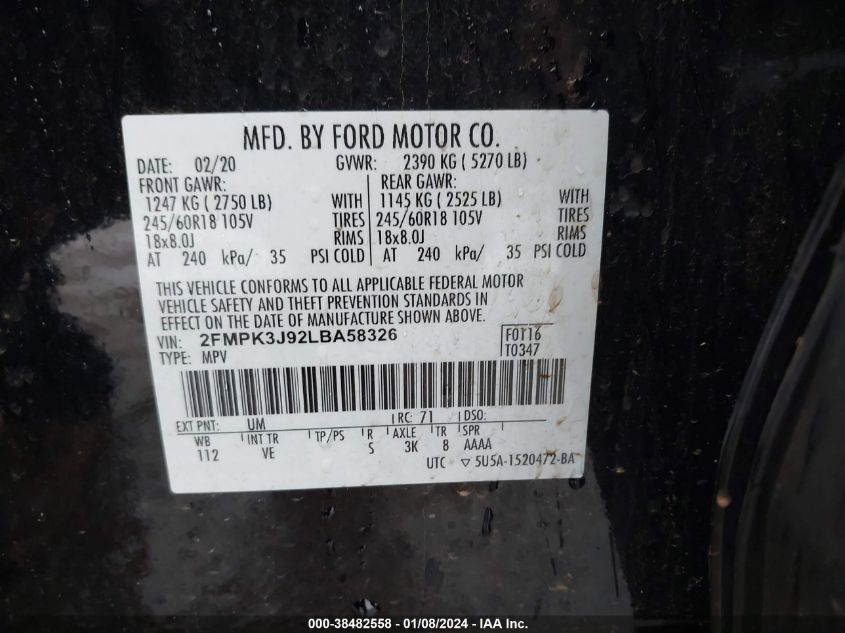 MFD. BY FORD MOTOR CO.
DATE: 02/20 GVWR: 2390 KG ( 5270 LB)
FRONT GAWR: REAR GAWR:
1247 KG ( 2750 LB) WITH 1145 KG ( 2525 LB) WITH
245/60R18 105V TIRES 245/60R18 105V TIRES
18x8.0J RIMS 18x8.0J RIMS
AT 240 kPa/ 35 PSI COLD AT 240 kPa/ 35 PSI COLD
THIS VEHICLE CONFORMS TO ALL APPLICABLE FEDERAL MOTOR
VEHICLE SAFETY AND THEFT PREVENTION STANDARDS IN
EFFECT ON THE DATE OF MANUFACTURE SHOWN ABOVE.
VIN: 2FMPK3J92LBA58326 F0116
TYPE: MPV T0347
EXT PNT: UM RC: 71 DSO:
WB INT TR TP/PS R AXLE TR SPR
112 VE S 3K 8 AAAA
UTC ▽ 5U5A-1520472-BA
000-38482558 - 01/08/2024 - IAA Inc.